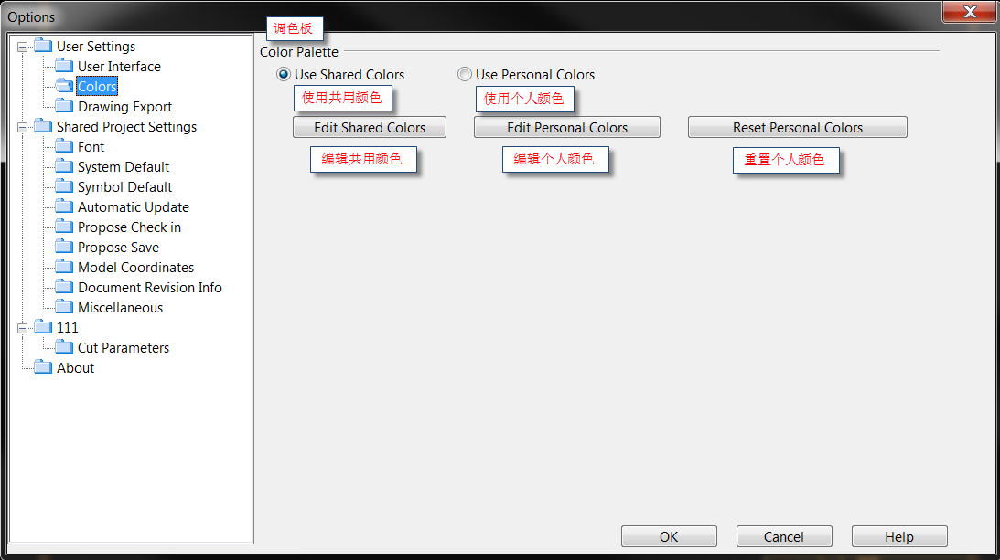 Options
User Settings
User Interface
Colors
Drawing Export
Shared Project Settings
Font
System Default
Symbol Default
Automatic Update
Propose Check in
Propose Save
Model Coordinates
Document Revision Info
Miscellaneous
111
Cut Parameters
About
调色板
Color Palette
Use Shared Colors
Use Personal Colors
使用共用颜色
使用个人颜色
Edit Shared Colors
Edit Personal Colors
Reset Personal Colors
编辑共用颜色
编辑个人颜色
重置个人颜色
OK
Cancel
Help